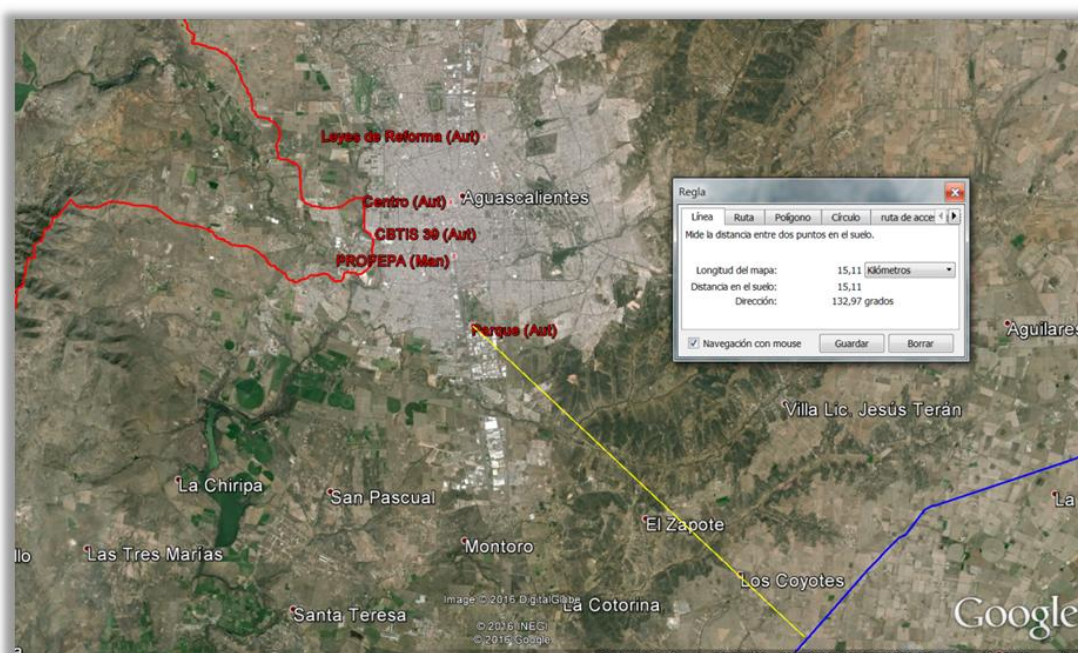 Leyes de Reforma (Aut)
Centro (Aut)
Aguascalientes
CBTIS 39 (Aut)
PROPEPA (Man)
Parque (Aut)
Regla
Línea Ruta Polígono Círculo ruta de acces
Mide la distancia entre dos puntos en el suelo.
Longitud del mapa: 15,11 Kilómetros
Distancia en el suelo: 15,11
Dirección: 132,97 grados
Navegación con mouse Guardar Borrar
Aguilares
Villa Lic. Jesús Terán
La Chiripa
San Pascual
La
El Zapote
llo
Las Tres Marías
Montoro
Los Coyotes
Santa Teresa
La Cotorina
Image © 2016 DigitalGlobe
© 2016 INEGI
© 2016 Google
Google
a